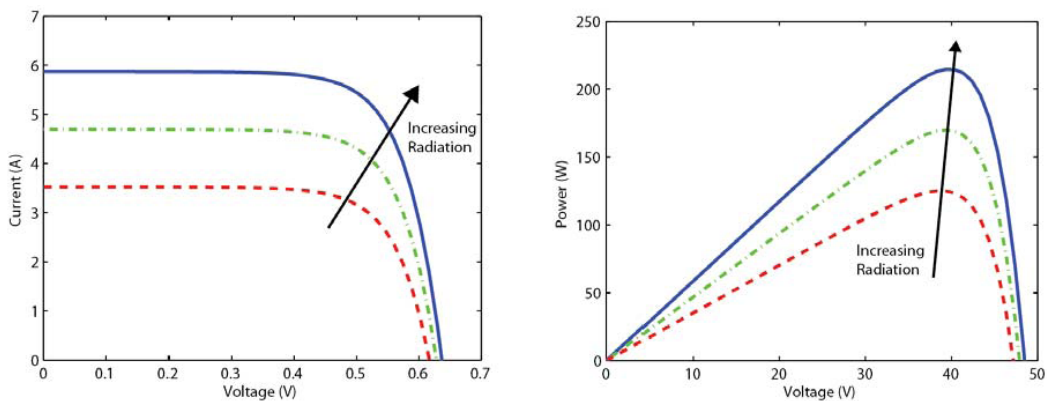 7
6
5
4
3
2
1
0
Current (A)
Increasing
Radiation
0 0.1 0.2 0.3 0.4 0.5 0.6 0.7
Voltage (V)
250
200
150
100
50
0
Power (W)
Increasing
Radiation
0 10 20 30 40 50
Voltage (V)